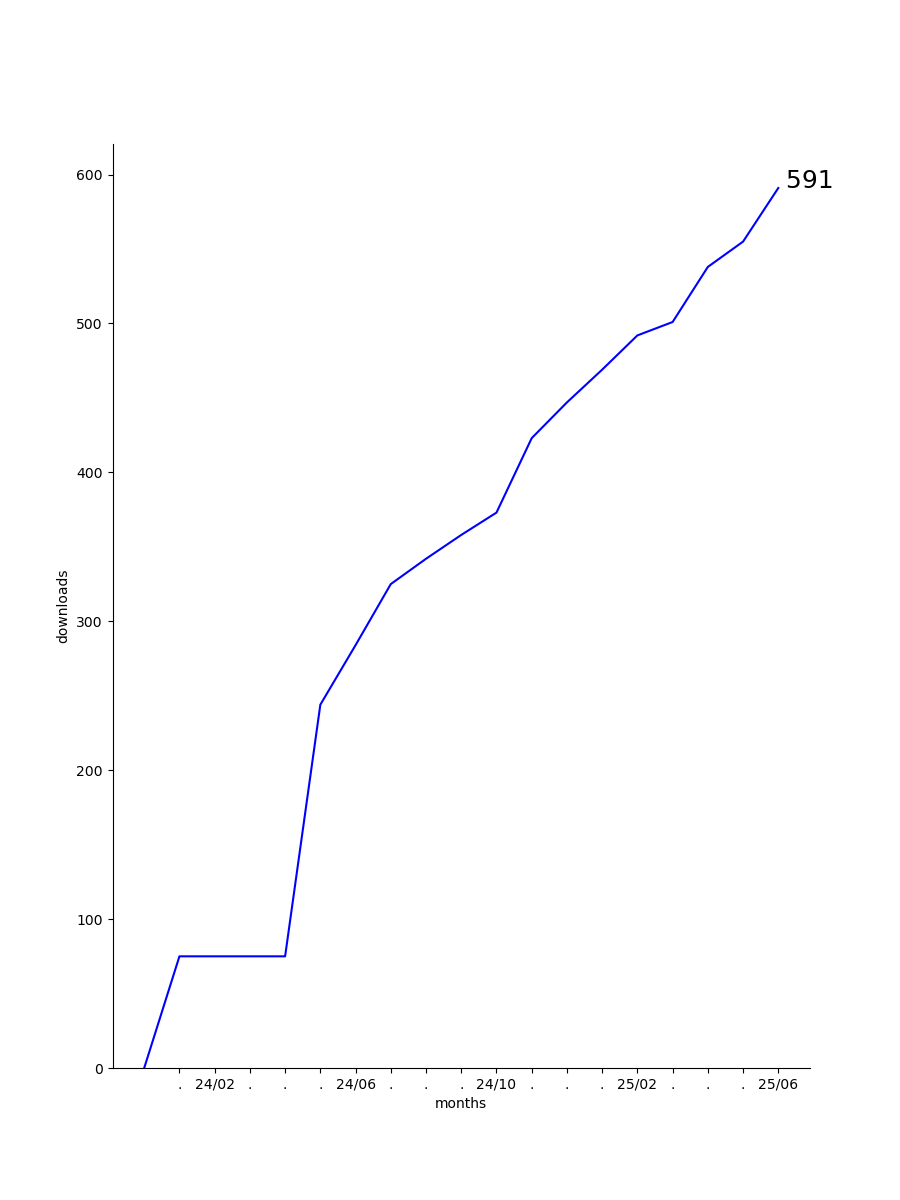 591
600
500
400
300
200
100
0
downloads
. 24/02 . . . 24/06 . . . 24/10 . . . 25/02 . . . 25/06
months